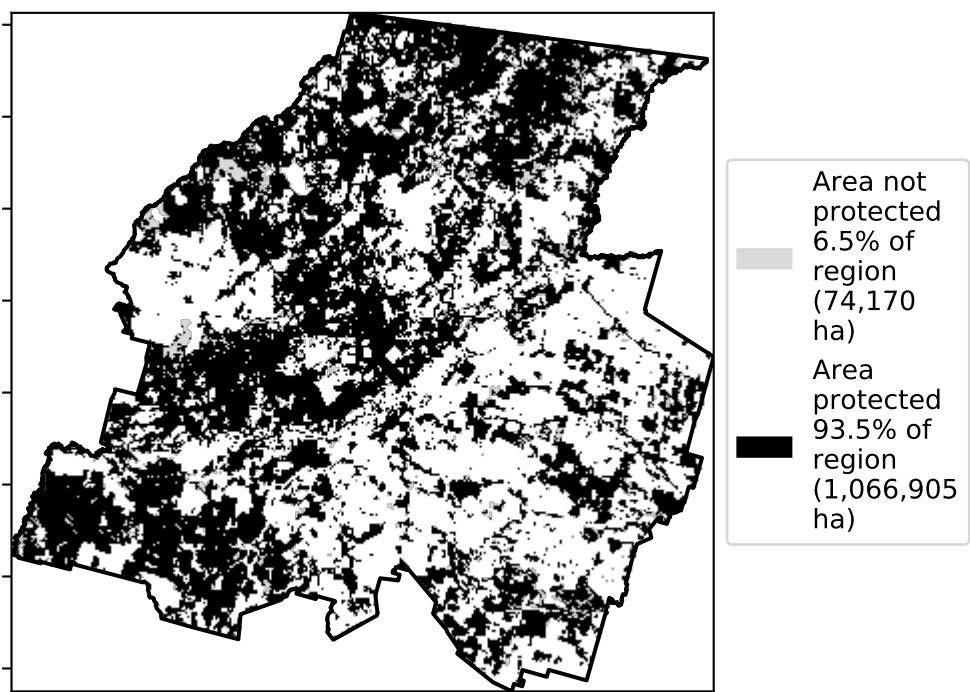 Area not
protected
6.5% of
region
(74,170
ha)
Area
protected
93.5% of
region
(1,066,905
ha)